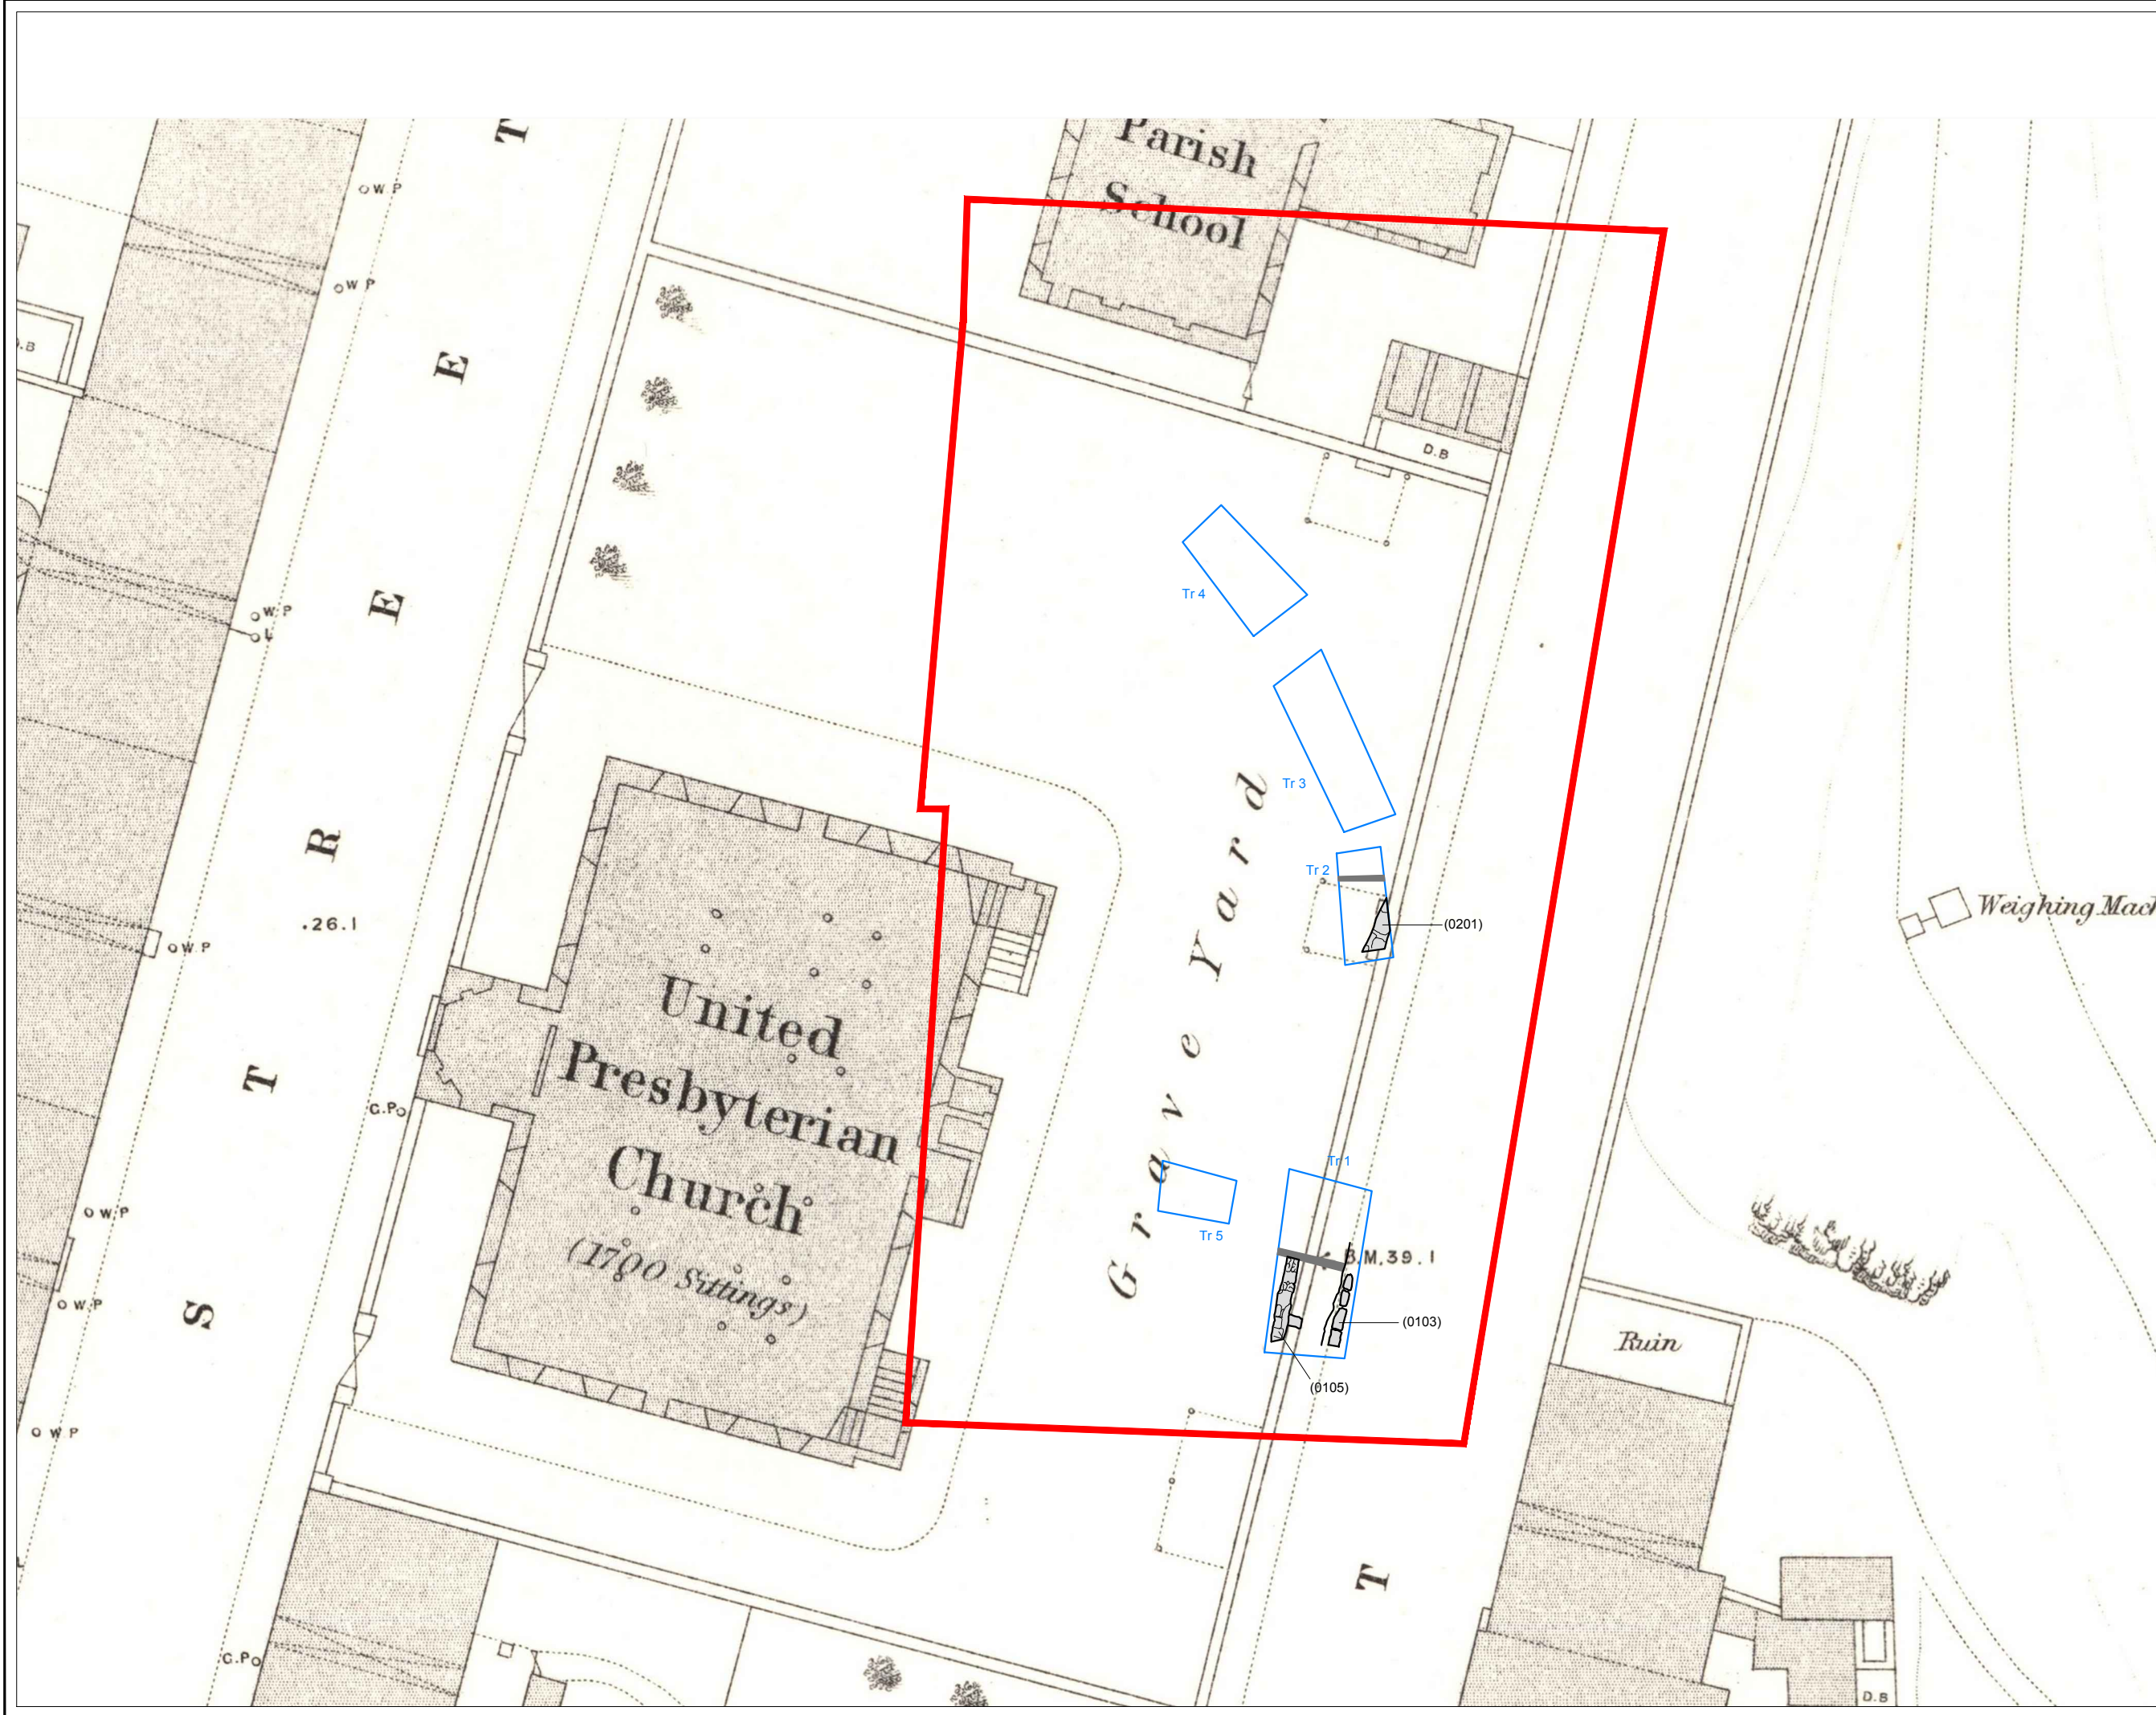 Parish
School
T
E
E
R
T
S
W.P
W.P
D.B
W.P
L
D.B
Tr 4
Tr 3
Tr 2
(0201)
Weighing Mach
.26.1
W.P
United
Presbyterian
Church
(1700 Sittings)
Grave Yard
G.P
W.P
Tr 1
Tr 5
B.M.39.1
(0103)
(0105)
W.P
Ruin
W.P
T
G.P
D.B